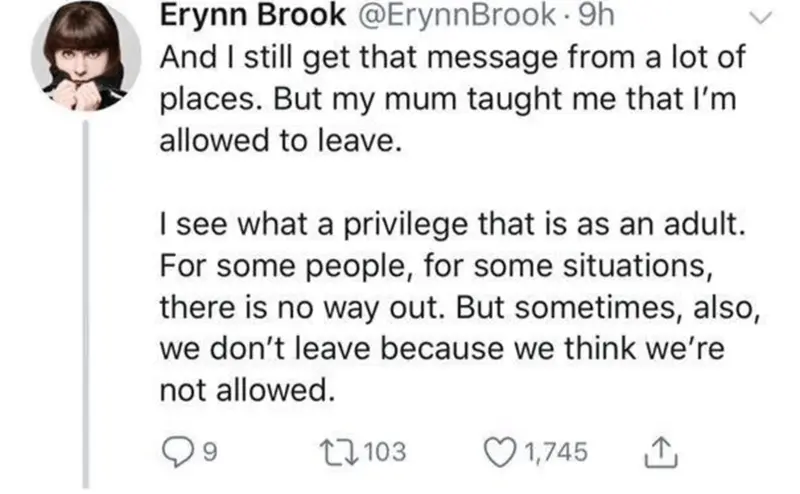 Erynn Brook @ErynnBrook · 9h
And I still get that message from a lot of
places. But my mum taught me that I'm
allowed to leave.
I see what a privilege that is as an adult.
For some people, for some situations,
there is no way out. But sometimes, also,
we don't leave because we think we're
not allowed.
9 103 1,745